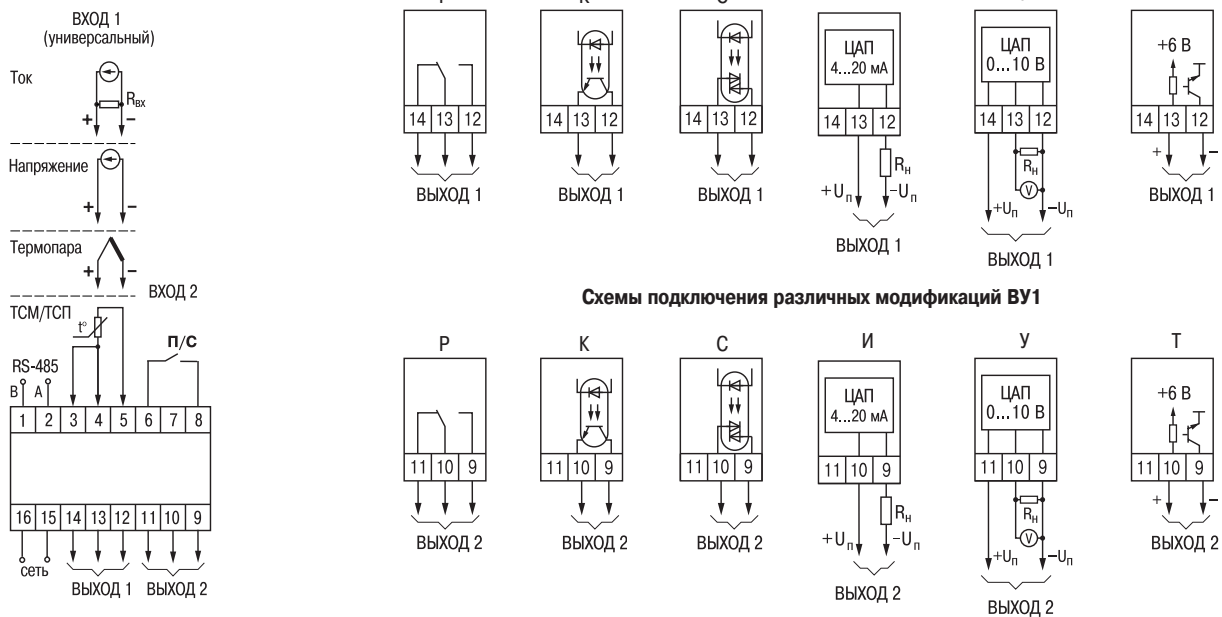 ВХОД 1
(универсальный)
Ток
Rвх
+ –
Напряжение
+ –
Термопара
+ –
ВХОД 2
ТСМ/ТСП
t°
П/С
RS-485
B A
1 2 3 4 5 6 7 8
16 15 14 13 12 11 10 9
сеть
ВЫХОД 1 ВЫХОД 2
ЦАП
4...20 мА
ЦАП
0...10 В
+6 В
14 13 12
14 13 12
14 13 12
14 13 12
14 13 12
14 13 12
Rн
+Uп –Uп
Rн
V
+Uп –Uп
+ –
ВЫХОД 1
ВЫХОД 1
ВЫХОД 1
ВЫХОД 1
ВЫХОД 1
ВЫХОД 1
Схемы подключения различных модификаций ВУ1
Р К С И У Т
ЦАП
4...20 мА
ЦАП
0...10 В
+6 В
11 10 9
11 10 9
11 10 9
11 10 9
11 10 9
11 10 9
Rн
+Uп –Uп
Rн
V
+Uп –Uп
+ –
ВЫХОД 2
ВЫХОД 2
ВЫХОД 2
ВЫХОД 2
ВЫХОД 2
ВЫХОД 2